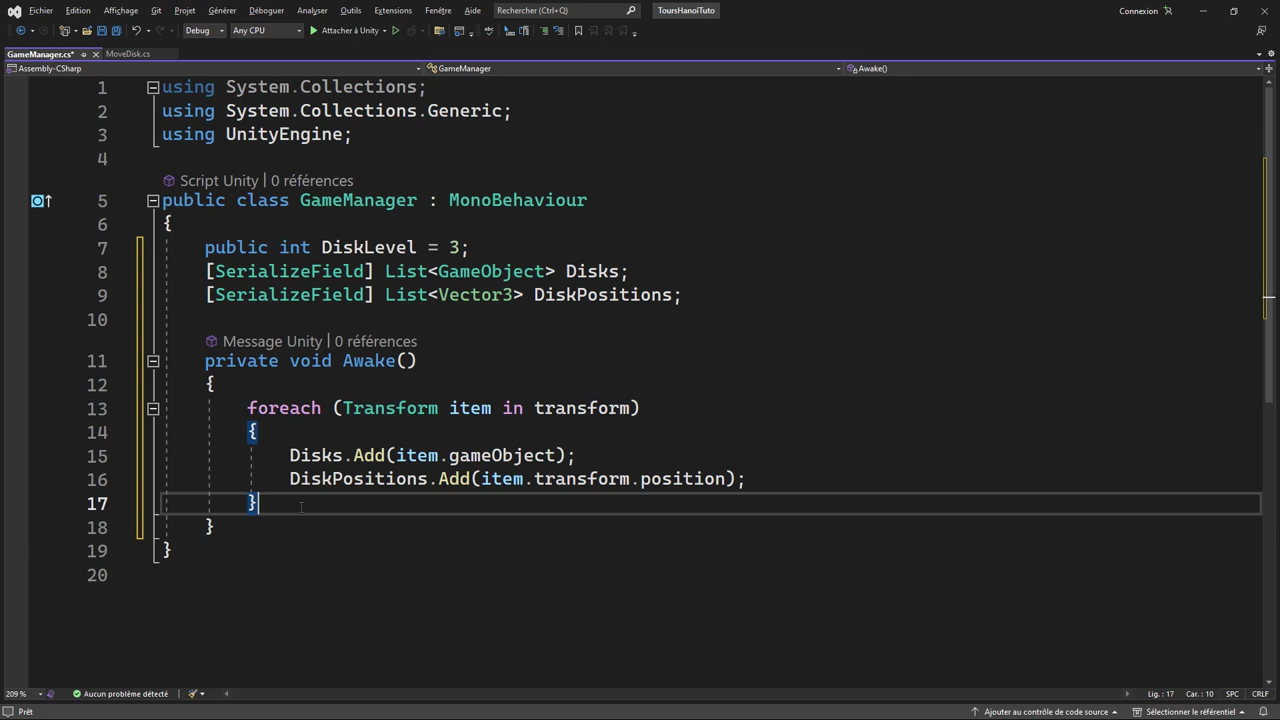 Fichier Edition Affichage Git Projet Générer Déboguer Analyser Outils Extensions Fenêtre Aide Rechercher (Ctrl+Q) ToursHanoiTuto Connexion
Debug Any CPU Attacher à Unity
GameManager.cs* MoveDisk.cs
Assembly-CSharp GameManager Awake()
1 using System.Collections;
2 using System.Collections.Generic;
3 using UnityEngine;
4
Script Unity | 0 références
5 public class GameManager : MonoBehaviour
6 {
7 public int DiskLevel = 3;
8 [SerializeField] List<GameObject> Disks;
9 [SerializeField] List<Vector3> DiskPositions;
10
Message Unity | 0 références
11 private void Awake()
12 {
13 foreach (Transform item in transform)
14 {
15 Disks.Add(item.gameObject);
16 DiskPositions.Add(item.transform.position);
17 }
18 }
19 }
20
209 % Aucun problème détecté Lig. : 17 Car. : 10 SPC CRLF
Prêt Ajouter au contrôle de code source Sélectionner le référentiel